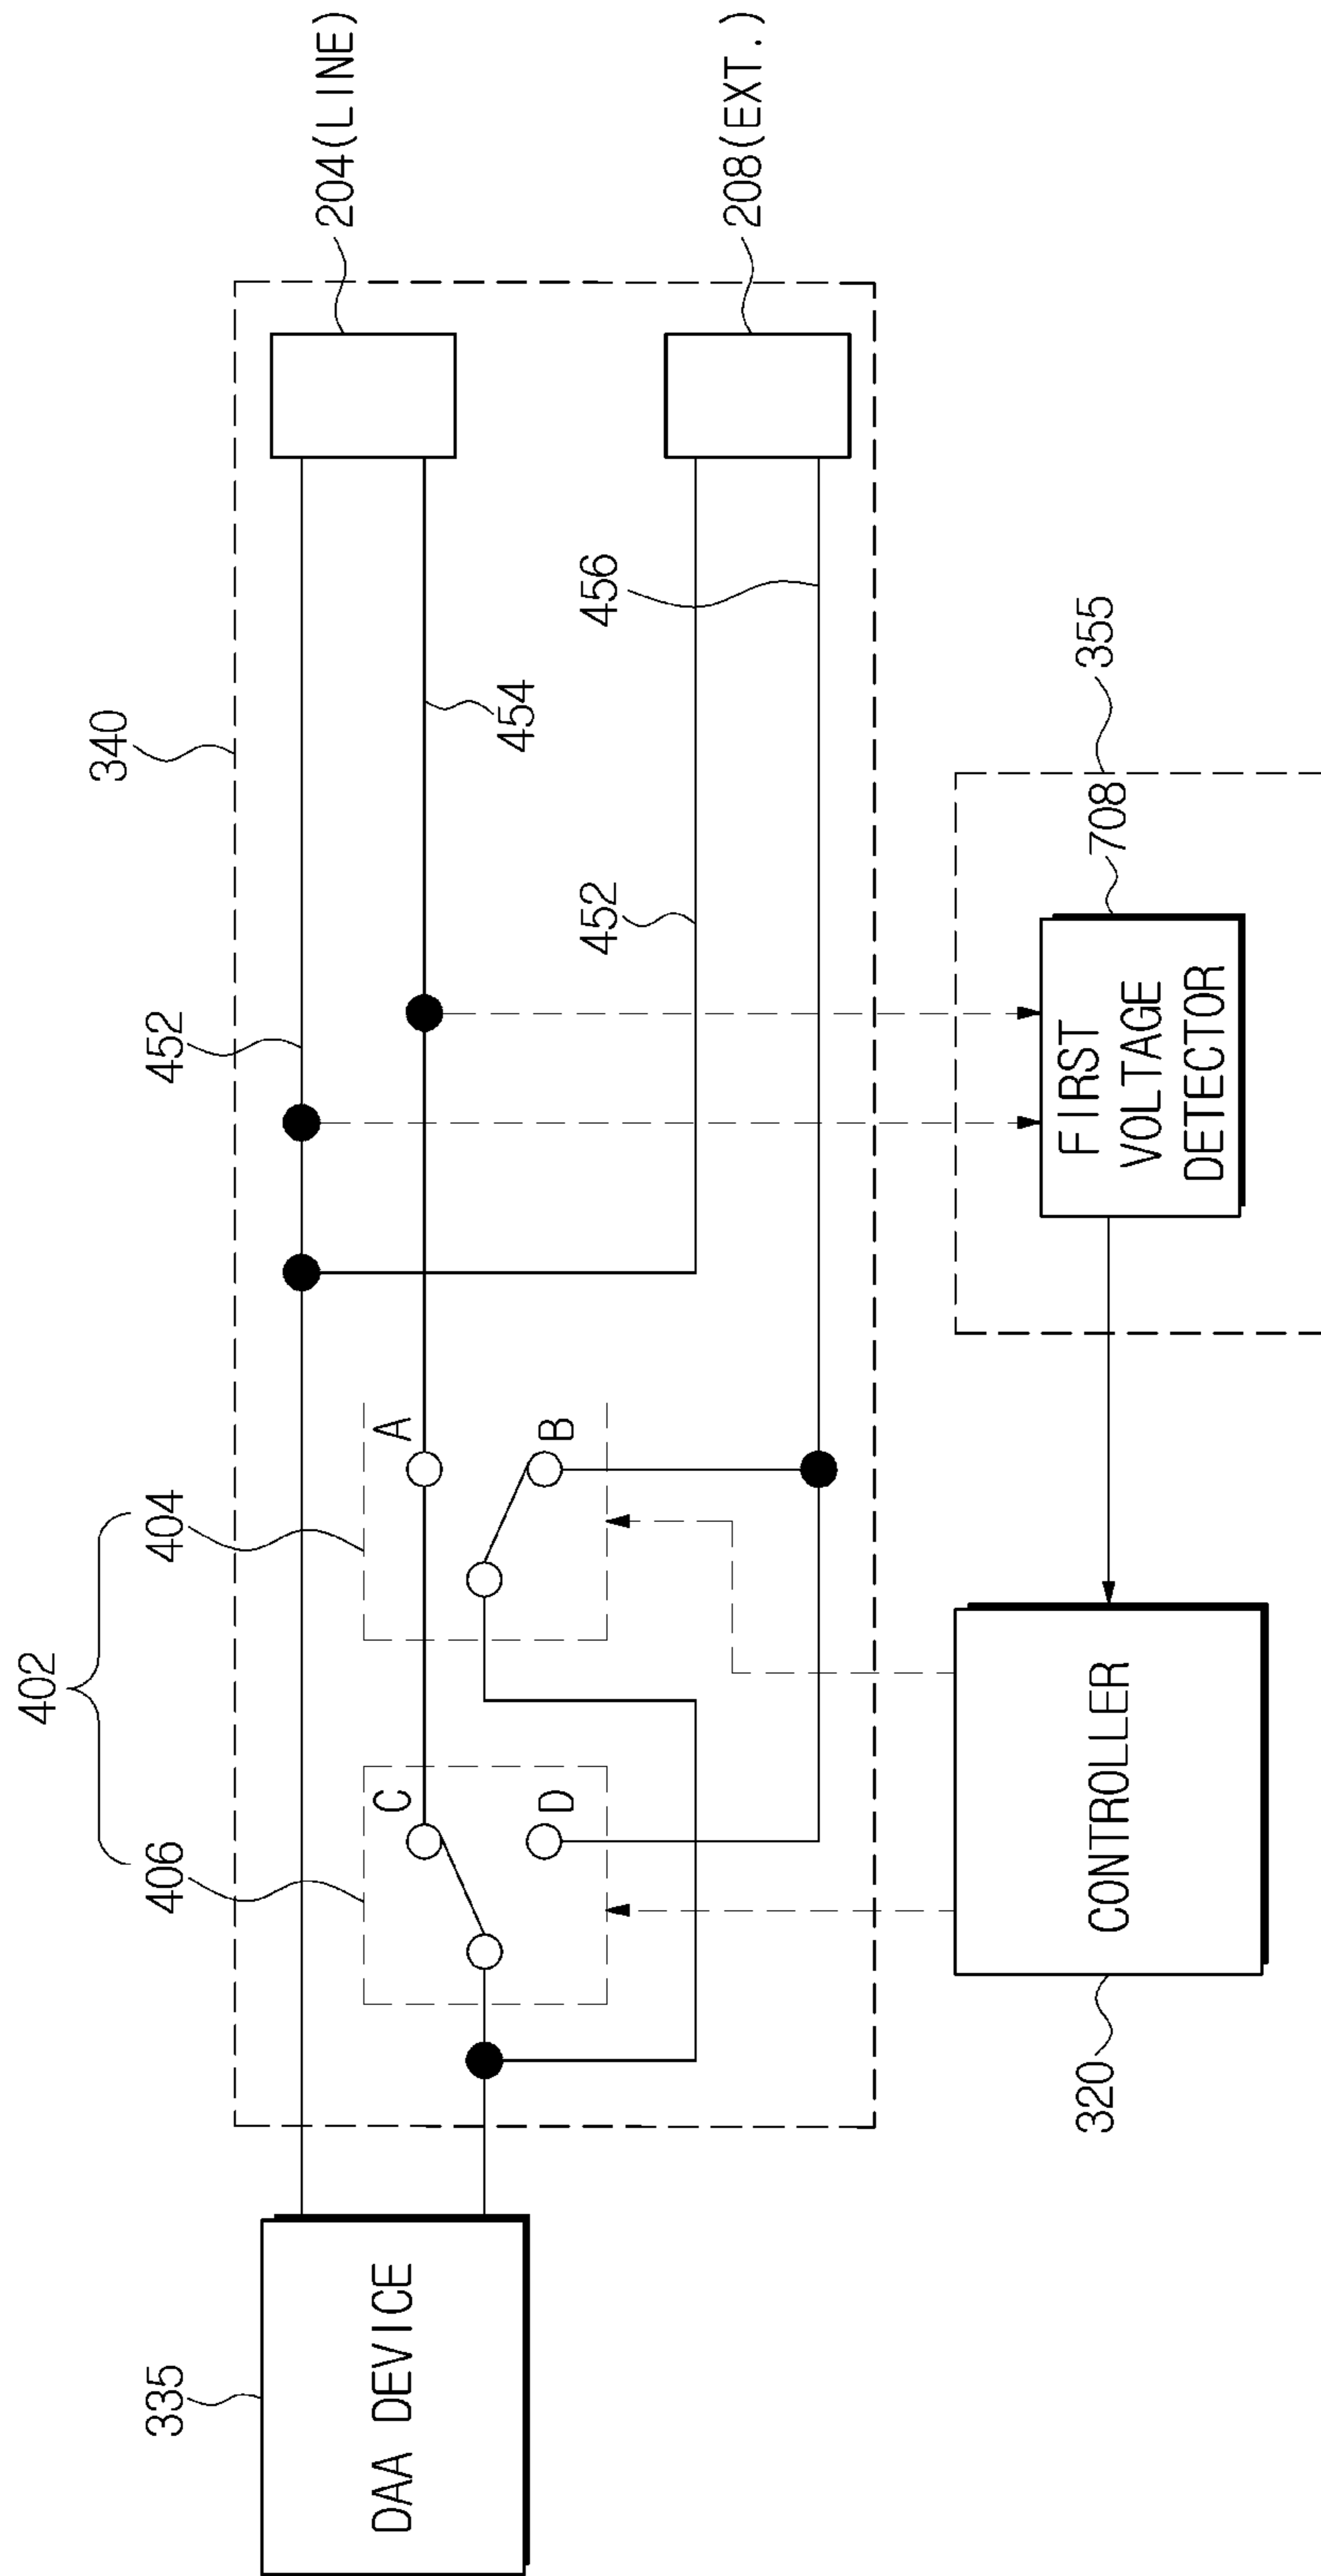 340
402
406
404
452
204(LINE)
335
DAA DEVICE
C
A
D
B
454
452
456
208(EXT.)
320
CONTROLLER
FIRST
VOLTAGE
DETECTOR
708
355